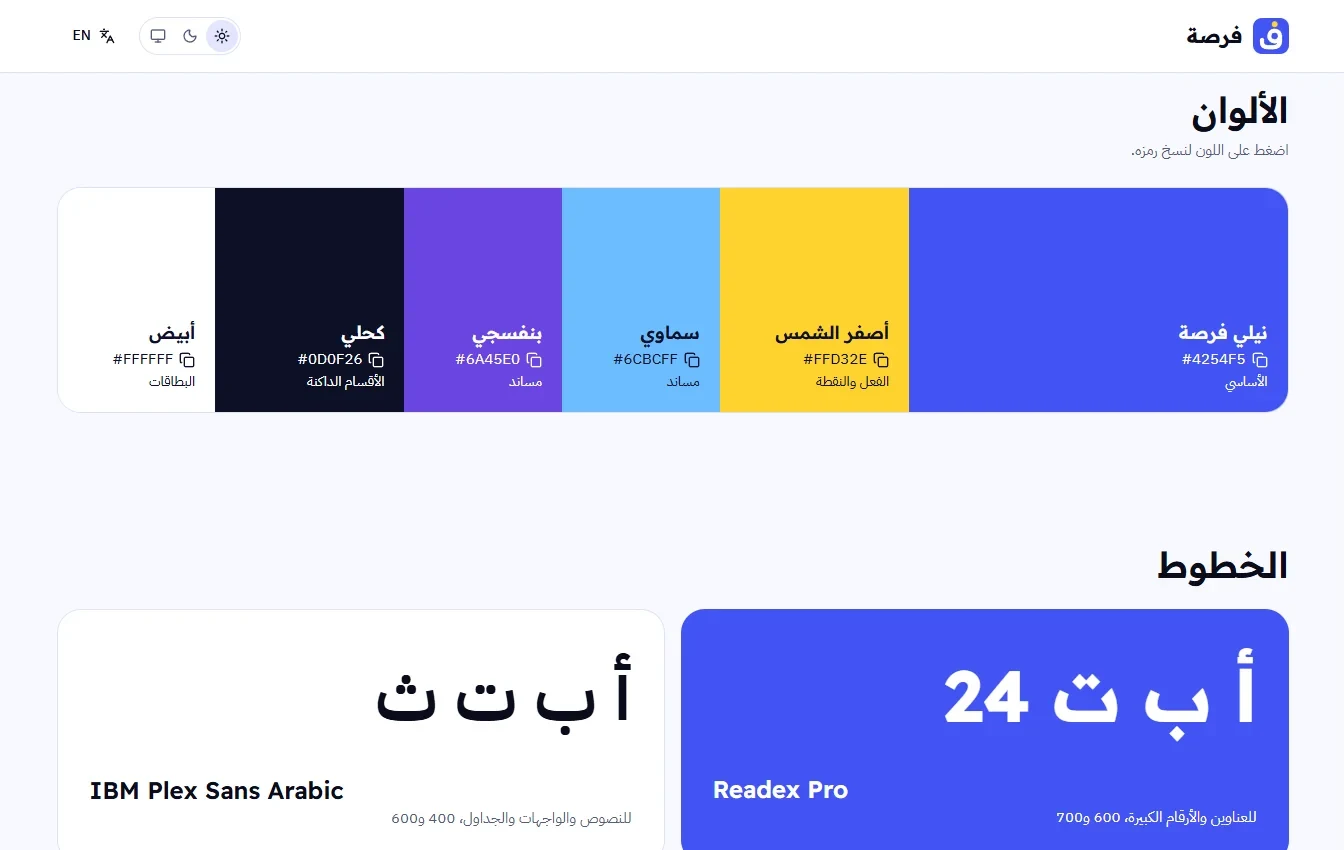 فرصة
EN
الألوان
اضغط على اللون لنسخ رمزه.
نيلي فرصة
#4254F5
الأساسي
أصفر الشمس
#FFD32E
الفعل والنقطة
سماوي
#6CBCFF
مساند
بنفسجي
#6A45E0
مساند
كحلي
#0D0F26
الأقسام الداكنة
أبيض
#FFFFFF
البطاقات
الخطوط
أ ب ت 24
Readex Pro
للعناوين والأرقام الكبيرة، 600 و700
أ ب ت ث
IBM Plex Sans Arabic
للنصوص والواجهات والجداول، 400 و600